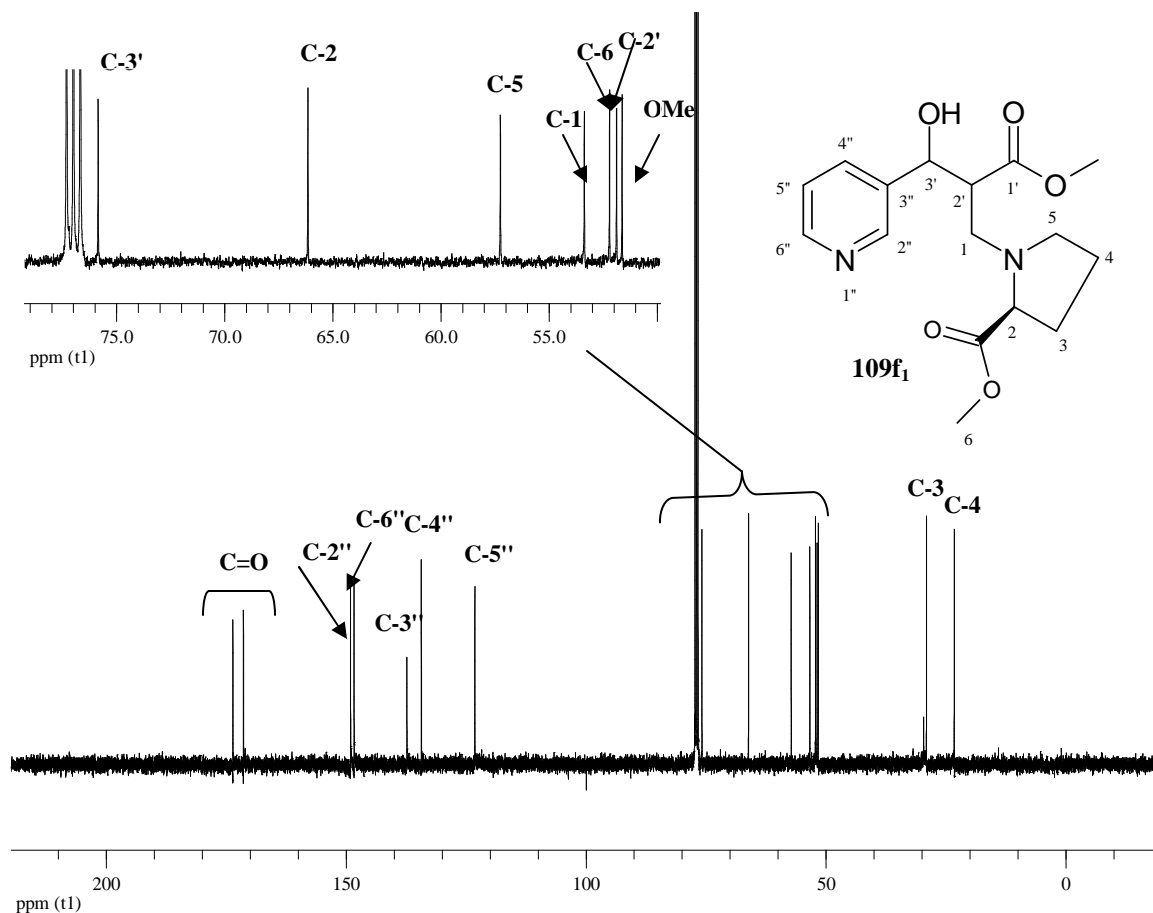 C-3'
C-2
C-5
C-1
C-6
C-2'
OMe
75.0 70.0 65.0 60.0 55.0
ppm (t1)
OH
O
4''
5''
3'
1'
O
2'
3''
5
6''
2''
1
4
N
N
1''
O
2
3
109f₁
O
6
C=O
C-2''
C-6''
C-4''
C-3''
C-5''
C-3
C-4
200 150 100 50 0
ppm (t1)